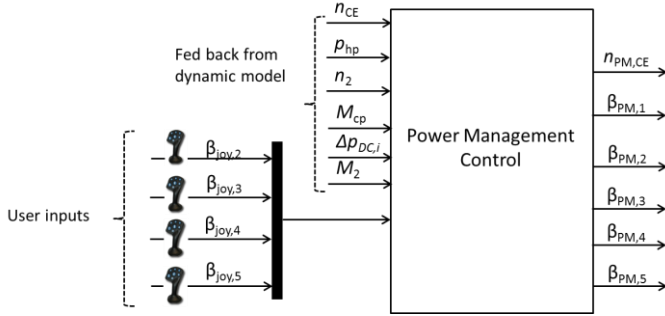 n_CE
Fed back from
dynamic model
p_hp
n_2
M_cp
Δp_DC,i
M_2
Power Management
Control
User inputs
β_joy,2
β_joy,3
β_joy,4
β_joy,5
n_PM,CE
β_PM,1
β_PM,2
β_PM,3
β_PM,4
β_PM,5